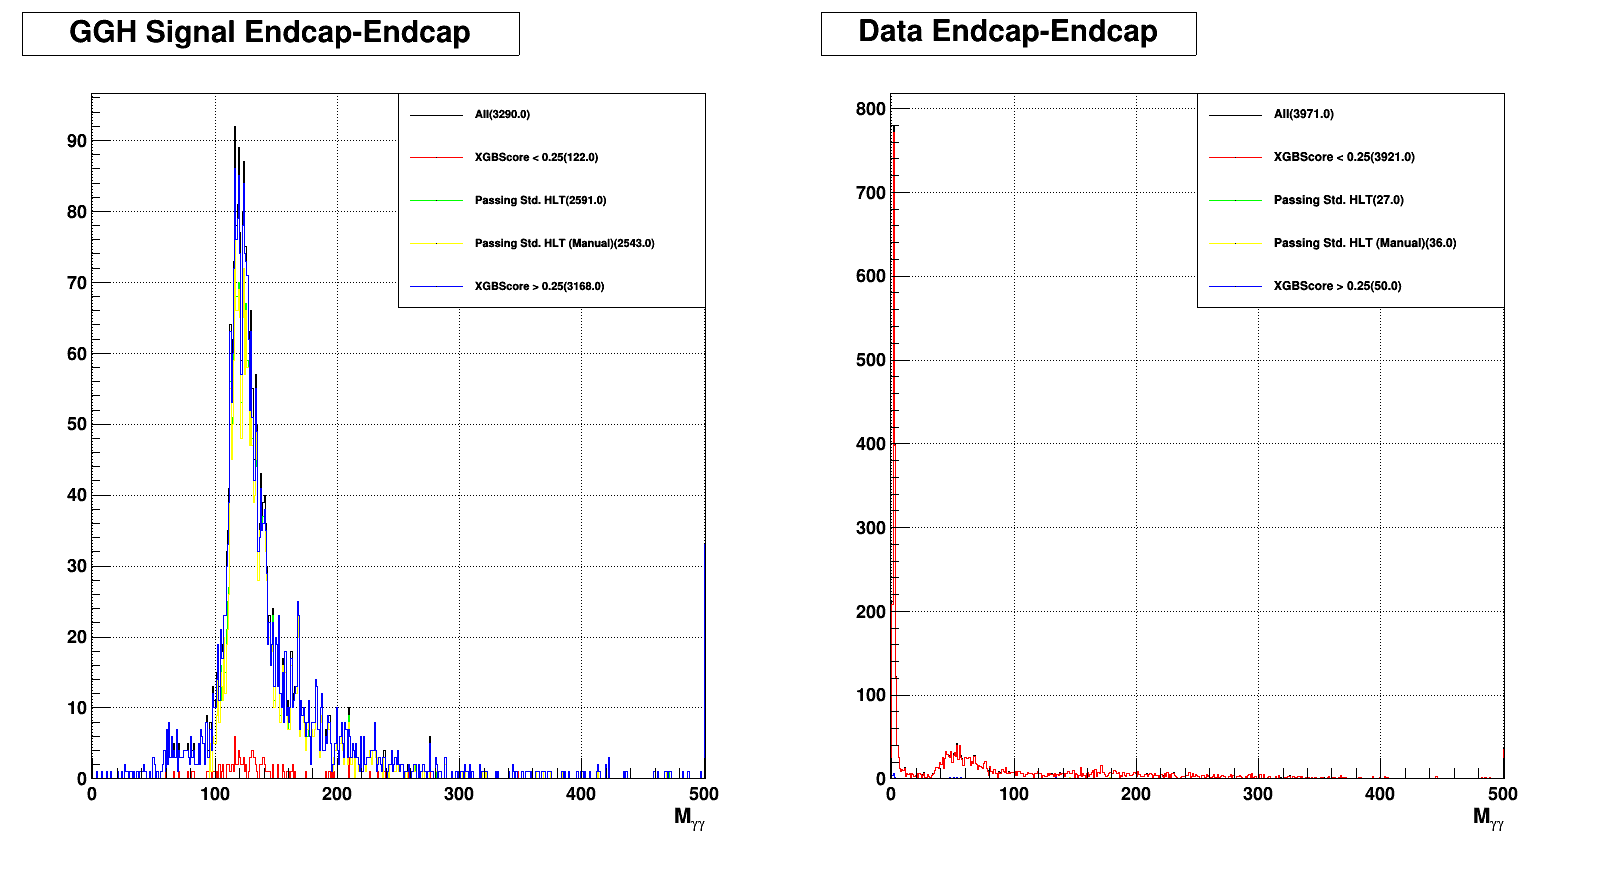 GGH Signal Endcap-Endcap
All(3290.0)
XGBScore < 0.25(122.0)
Passing Std. HLT(2591.0)
Passing Std. HLT (Manual)(2543.0)
XGBScore > 0.25(3168.0)
90
80
70
60
50
40
30
20
10
0
0 100 200 300 400 500
Mγγ
Data Endcap-Endcap
All(3971.0)
XGBScore < 0.25(3921.0)
Passing Std. HLT(27.0)
Passing Std. HLT (Manual)(36.0)
XGBScore > 0.25(50.0)
800
700
600
500
400
300
200
100
0
0 100 200 300 400 500
Mγγ